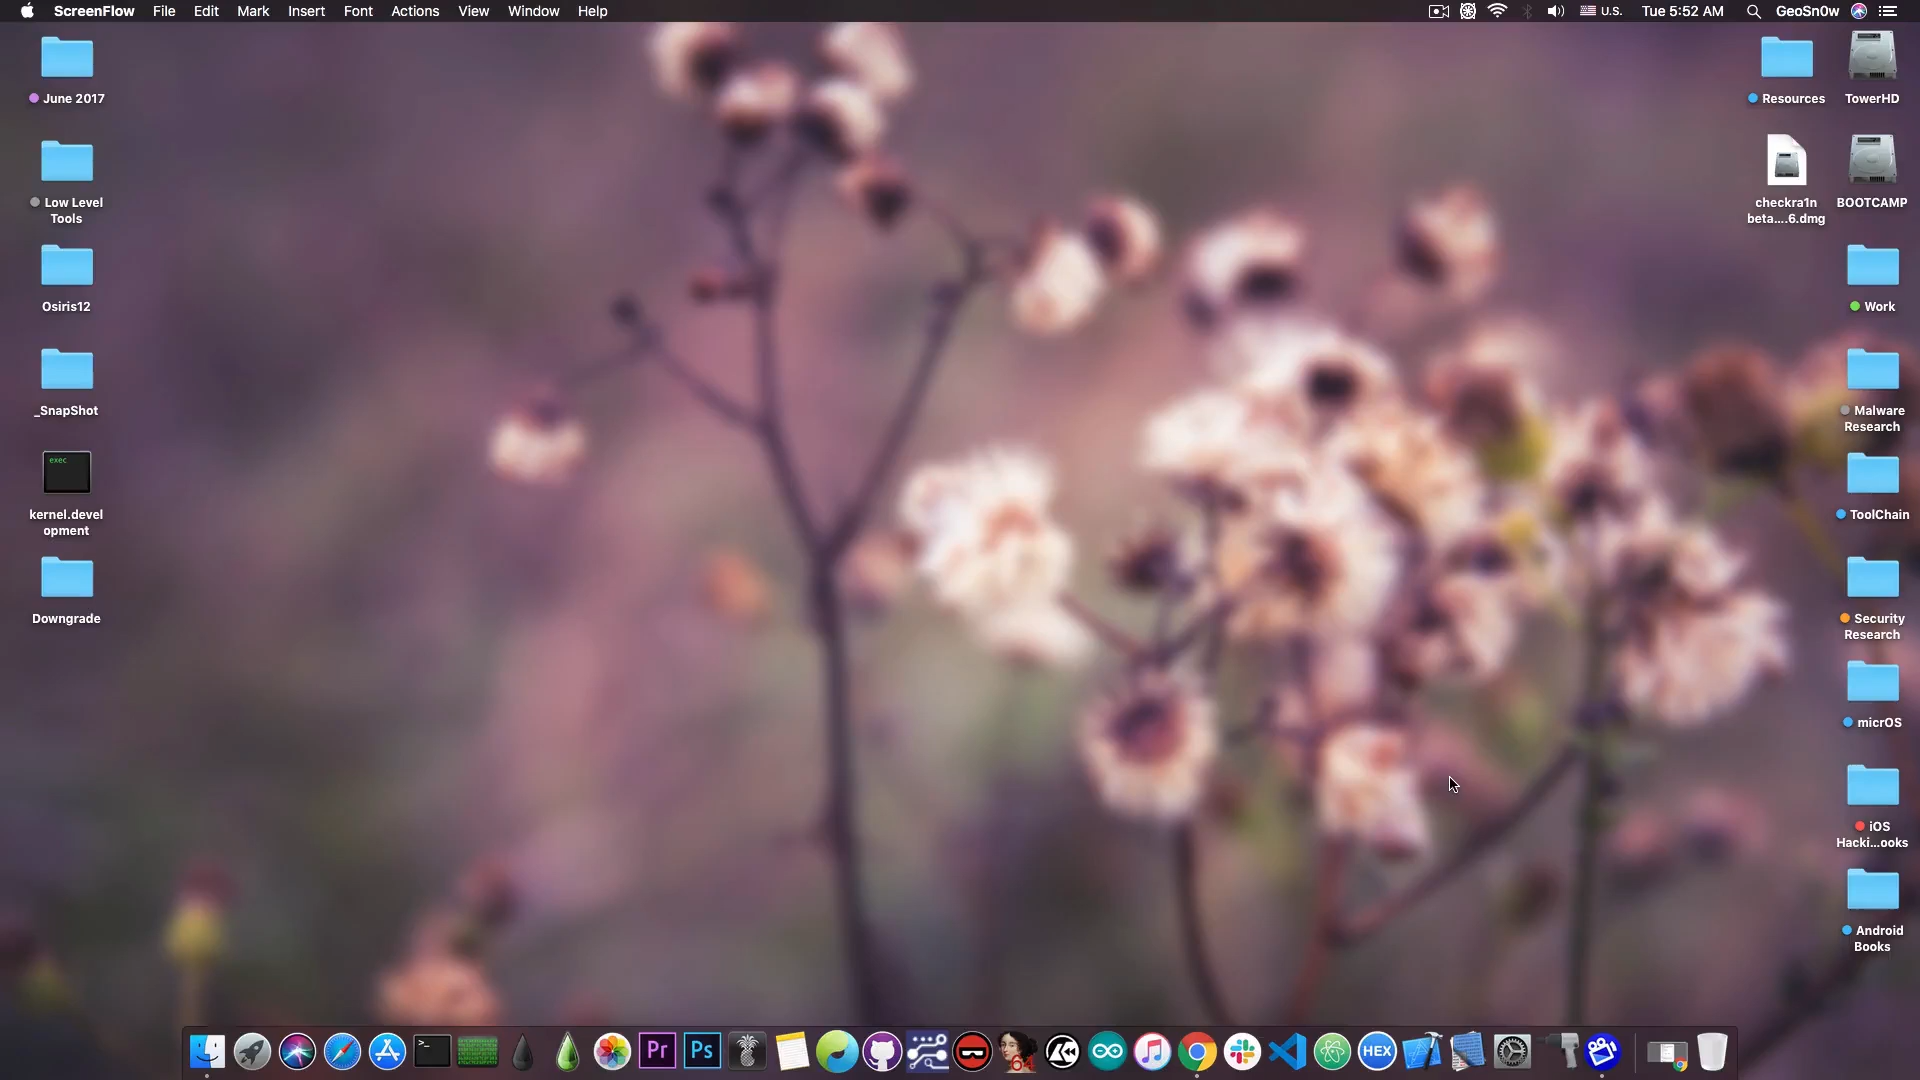 ScreenFlow File Edit Mark Insert Font Actions View Window Help
U.S. Tue 5:52 AM GeoSn0w
June 2017
Low Level
Tools
Osiris12
_SnapShot
exec
kernel.devel
opment
Downgrade
Resources
TowerHD
checkra1n
beta....6.dmg
BOOTCAMP
Work
Malware
Research
ToolChain
Security
Research
micrOS
iOS
Hacki...ooks
Android
Books
>_
Pr
Ps
64
HEX